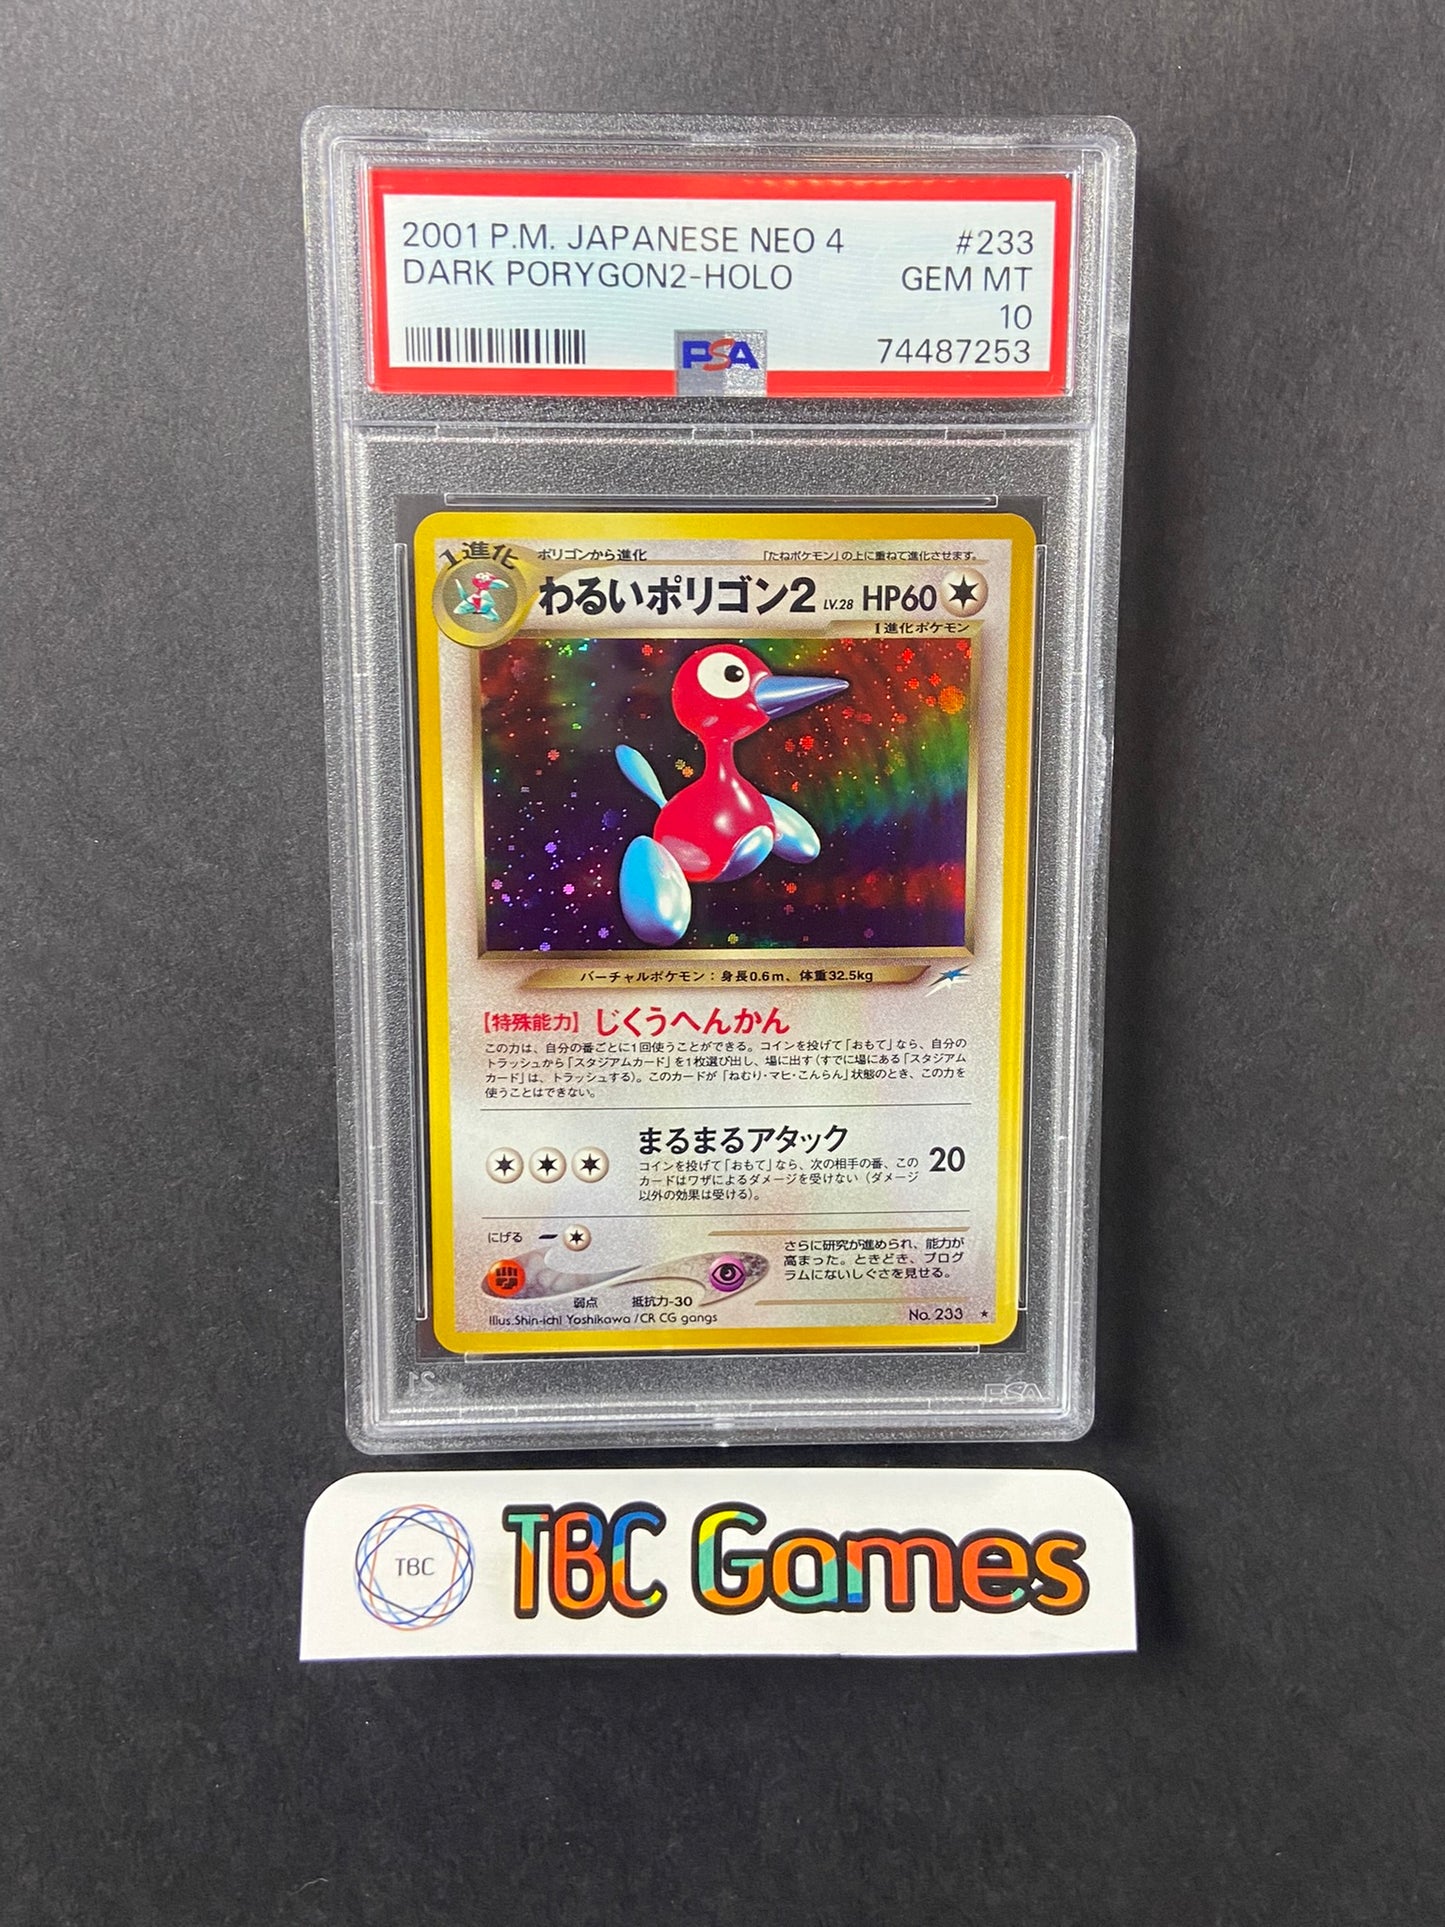 2001 P.M. JAPANESE NEO 4 #233
DARK PORYGON2-HOLO GEM MT
10
PSA 74487253
1進化 ポリゴンから進化 「たねポケモン」の上に重ねて進化させます。
わるいポリゴン2 LV.28 HP60
1進化ポケモン
バーチャルポケモン：身長0.6m、体重32.5kg
【特殊能力】じくうへんかん
この力は、自分の番ごとに1回使うことができる。コインを投げて「おもて」なら、自分の
トラッシュから「スタジアムカード」を1枚選び出し、場に出す（すでに場にある「スタジアム
カード」は、トラッシュする）。このカードが「ねむり・マヒ・こんらん」状態のとき、この力を
使うことはできない。
まるまるアタック 20
コインを投げて「おもて」なら、次の相手の番、この
カードはワザによるダメージを受けない（ダメージ
以外の効果は受ける）。
にげる
弱点 抵抗力-30
さらに研究が進められ、能力が
高まった。ときどき、プログ
ラムにないしぐさを見せる。
Illus.Shin-ichi Yoshikawa /CR CG gangs No. 233 ★
21 PSA
TBC TBC Games